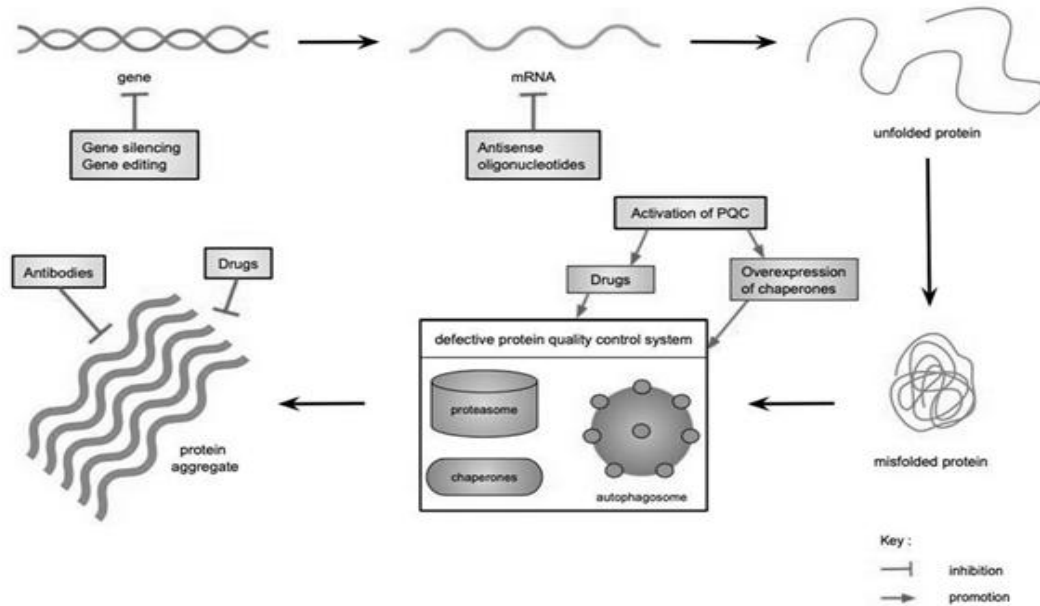 gene
mRNA
unfolded protein
Gene silencing
Gene editing
Antisense
oligonucleotides
Activation of PQC
Antibodies
Drugs
Drugs
Overexpression
of chaperones
defective protein quality control system
proteasome
chaperones
autophagosome
protein
aggregate
misfolded protein
Key :
inhibition
promotion